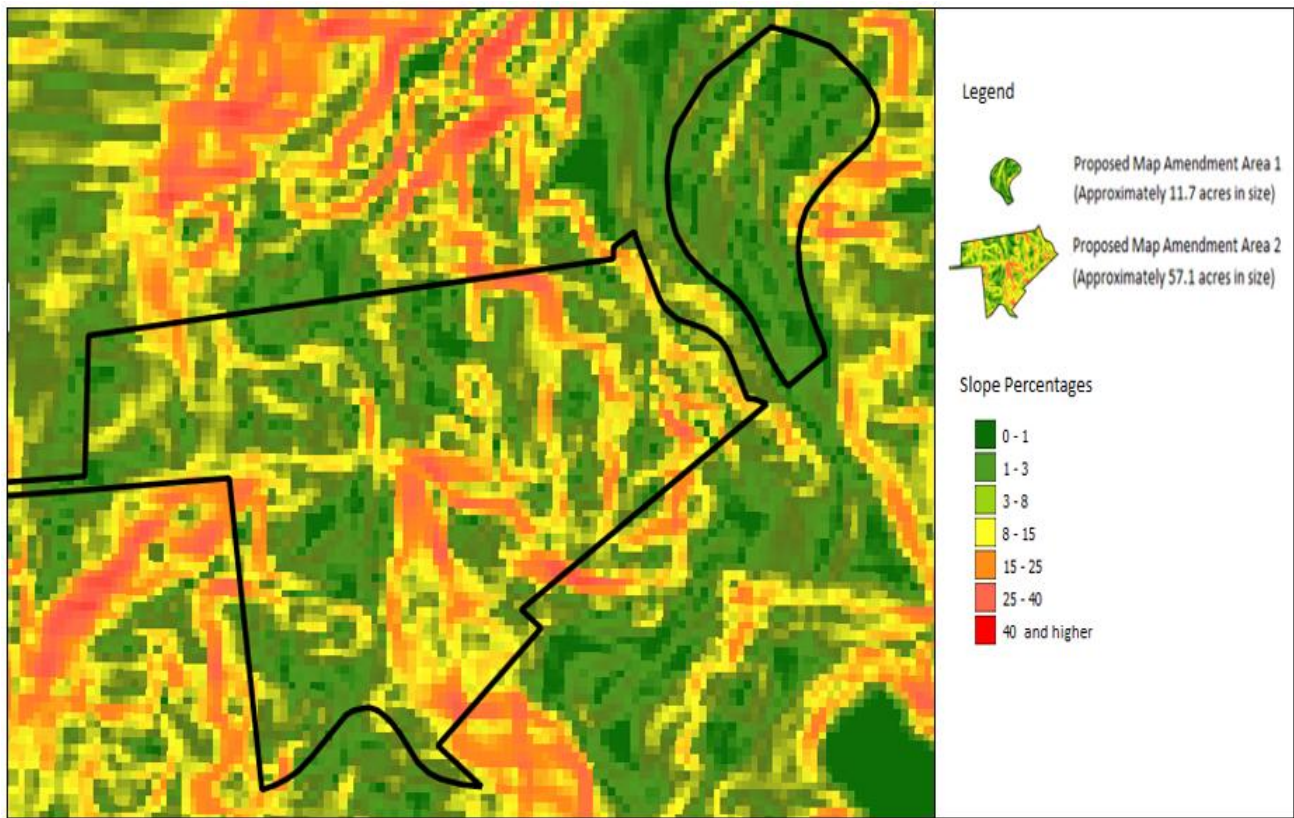 Legend
Proposed Map Amendment Area 1
(Approximately 11.7 acres in size)
Proposed Map Amendment Area 2
(Approximately 57.1 acres in size)
Slope Percentages
0 - 1
1 - 3
3 - 8
8 - 15
15 - 25
25 - 40
40 and higher